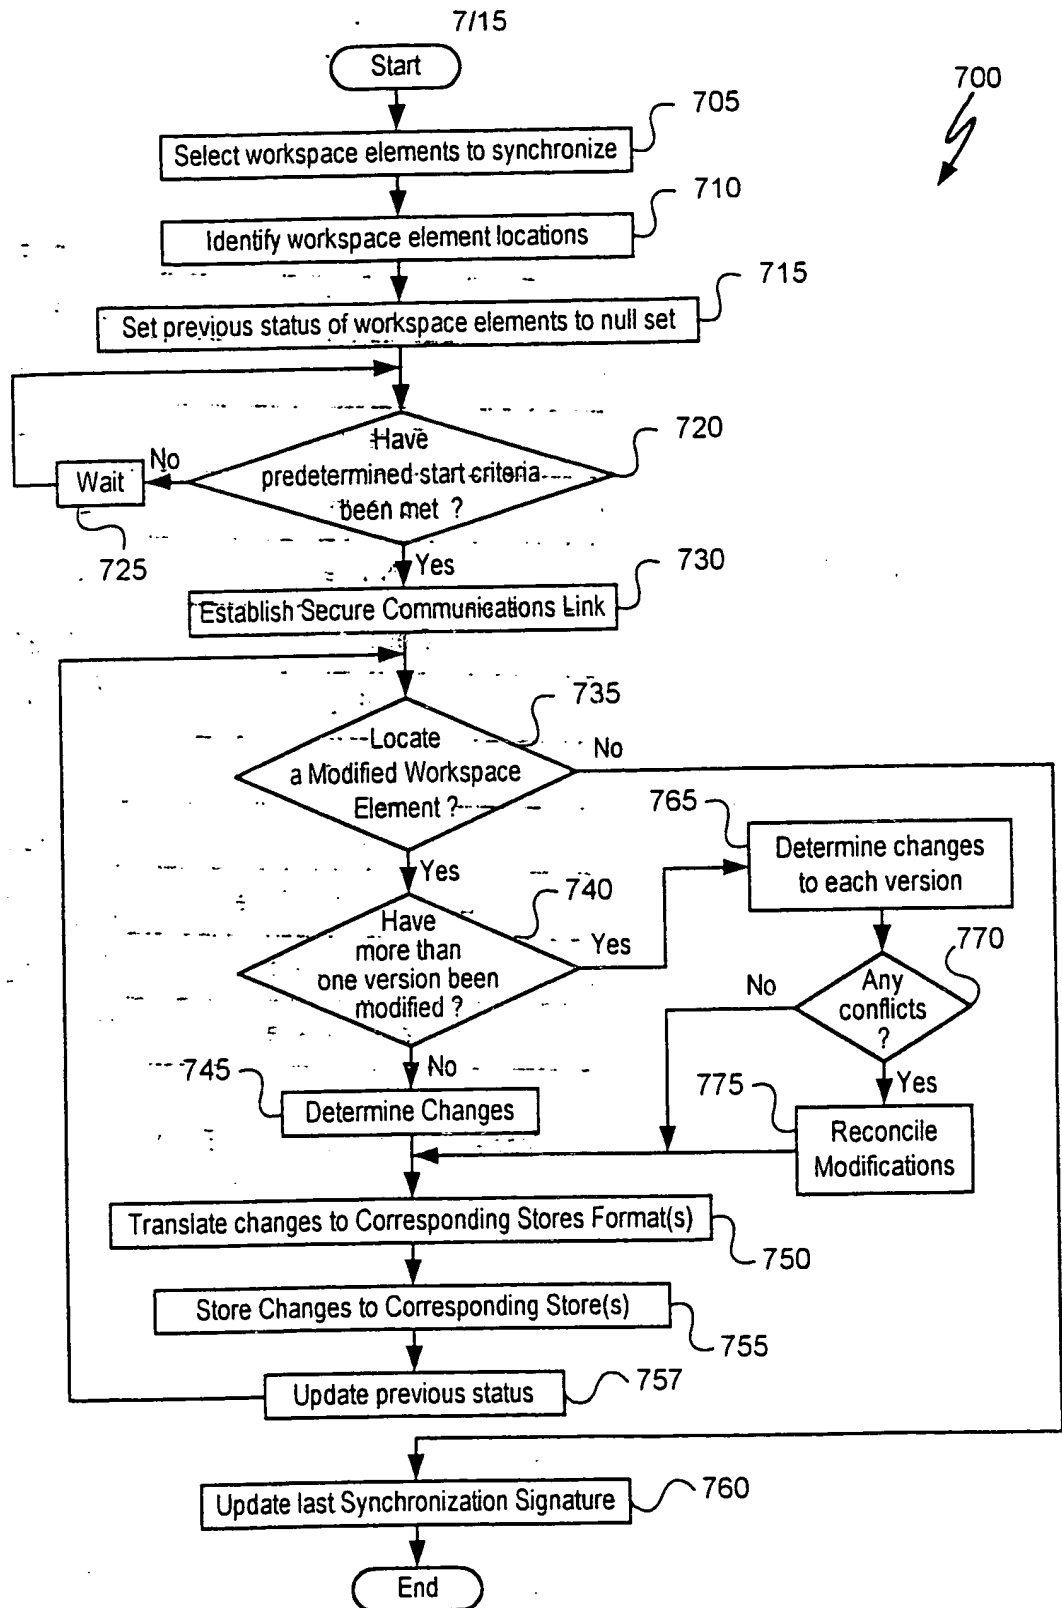 7/15
Start
700
705
Select workspace elements to synchronize
710
Identify workspace element locations
715
Set previous status of workspace elements to null set
Have
predetermined start criteria
been met ?
720
No
Wait
725
Yes
730
Establish Secure Communications Link
735
Locate
a Modified Workspace
Element ?
No
765
Determine changes
to each version
Yes
740
Have
more than
one version been
modified ?
Yes
770
Any
conflicts
?
No
745
No
Determine Changes
Yes
775
Reconcile
Modifications
Translate changes to Corresponding Stores Format(s)
750
Store Changes to Corresponding Store(s)
755
Update previous status
757
Update last Synchronization Signature
760
End